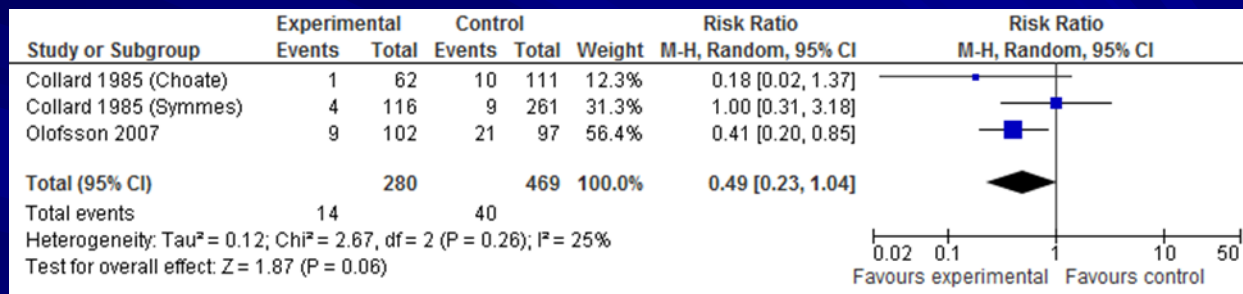 Experimental Control Risk Ratio Risk Ratio
Study or Subgroup Events Total Events Total Weight M-H, Random, 95% CI M-H, Random, 95% CI
Collard 1985 (Choate) 1 62 10 111 12.3% 0.18 [0.02, 1.37]
Collard 1985 (Symmes) 4 116 9 261 31.3% 1.00 [0.31, 3.18]
Olofsson 2007 9 102 21 97 56.4% 0.41 [0.20, 0.85]
Total (95% CI) 280 469 100.0% 0.49 [0.23, 1.04]
Total events 14 40
Heterogeneity: Tau² = 0.12; Chi² = 2.67, df = 2 (P = 0.26); I² = 25%
Test for overall effect: Z = 1.87 (P = 0.06)
0.02 0.1 1 10 50
Favours experimental Favours control